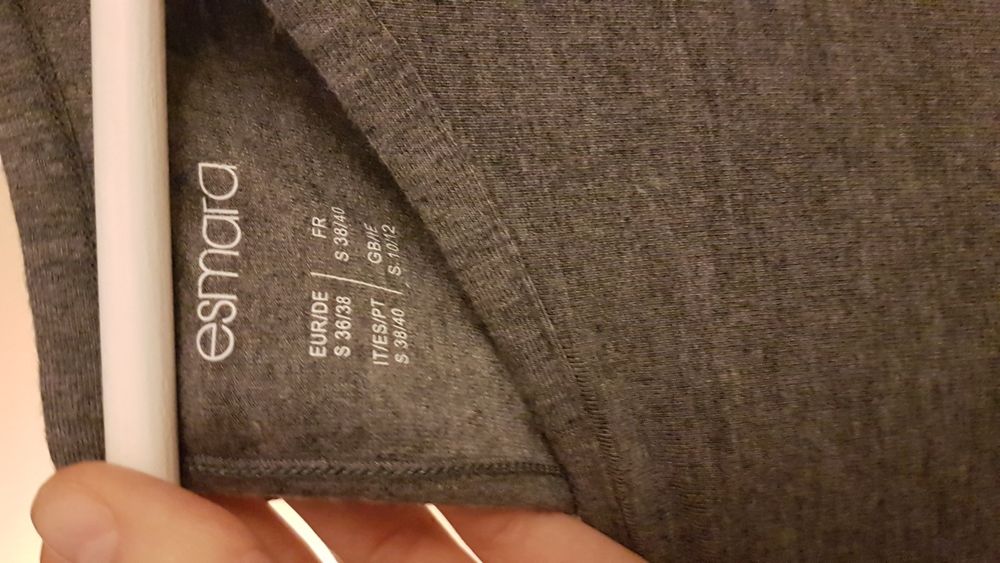 esmara
EUR/DE FR
S 36/38 S 38/40
IT/ES/PT GB/IE
S 38/40 S 10/12